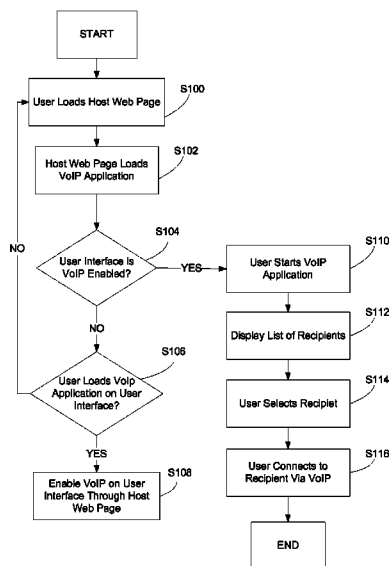 START
User Loads Host Web Page
S100
Host Web Page Loads
VoIP Application
S102
User Interface Is
VoIP Enabled?
S104
YES
NO
NO
User Loads Voip
Application on User
Interface?
S106
YES
Enable VoIP on User
Interface Through Host
Web Page
S108
User Starts VoIP
Application
S110
Display List of Recipients
S112
User Selects Recipiet
S114
User Connects to
Recipient Via VoIP
S116
END